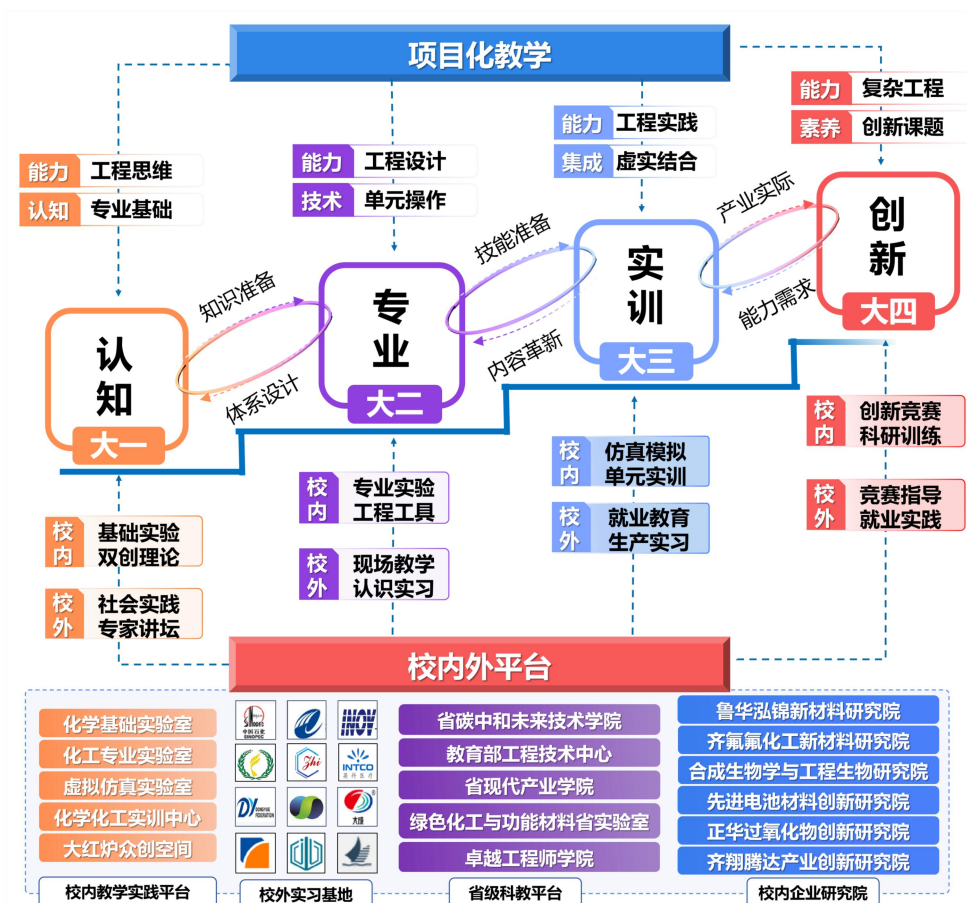 项目化教学
能力 复杂工程
素养 创新课题
能力 工程实践
集成 虚实结合
能力 工程设计
技术 单元操作
能力 工程思维
认知 专业基础
创新
大四
产业实际
能力需求
实训
大三
技能准备
内容革新
专业
大二
知识准备
体系设计
认知
大一
校内 创新竞赛
科研训练
校外 竞赛指导
就业实践
校内 仿真模拟
单元实训
校外 就业教育
生产实习
校内 专业实验
工程工具
校外 现场教学
认识实习
校内 基础实验
双创理论
校外 社会实践
专家讲坛
校内外平台
化学基础实验室
化工专业实验室
虚拟仿真实验室
化学化工实训中心
大红炉众创空间
校内教学实践平台
中国石化
SINOPEC
INOV
Zhi
INTCO
英科医疗
DY DONGYUE
FEDERATION
大桓
校外实习基地
省碳中和未来技术学院
教育部工程技术中心
省现代产业学院
绿色化工与功能材料省实验室
卓越工程师学院
省级科教平台
鲁华泓锦新材料研究院
齐氟氟化工新材料研究院
合成生物学与工程生物研究院
先进电池材料创新研究院
正华过氧化物创新研究院
齐翔腾达产业创新研究院
校内企业研究院